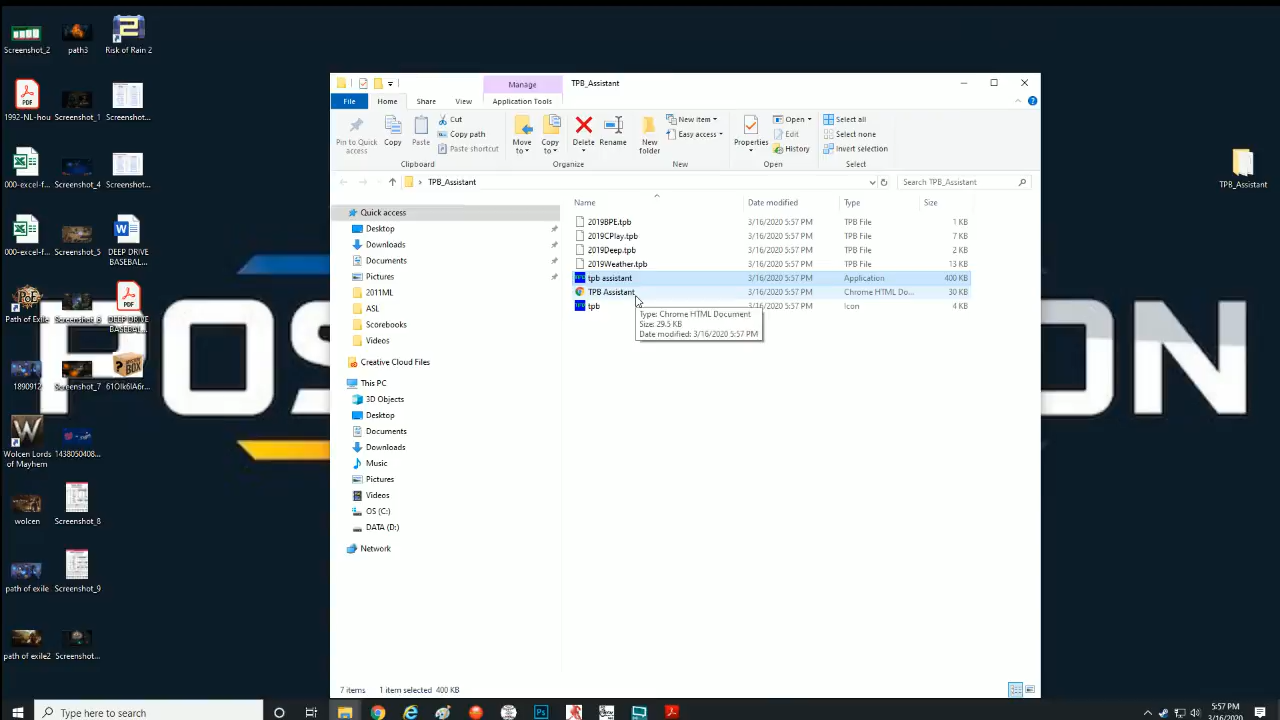 Screenshot_2
path3
Risk of Rain 2
1992-NL-hou
Screenshot_1
Screenshot...
000-excel-f...
Screenshot_4
Screenshot...
000-excel-f...
Screenshot_5
DEEP DRIVE
BASEBAL...
Path of Exile
Screenshot_6
DEEP DRIVE
BASEBAL...
1890912
Screenshot_7
Wolcen Lords
of Mayhem
1438050408...
wolcen
Screenshot_8
path of exile
Screenshot_9
path of exile2
Screenshot...
MYSTERY
BOX
TPB_Assistant
Manage
TPB_Assistant
File
Home
Share
View
Application Tools
Pin to Quick
access
Copy
Paste
Cut
Copy path
Paste shortcut
Clipboard
Move
to
Copy
to
Delete
Rename
Organize
New
folder
New item
Easy access
New
Properties
Open
Edit
History
Open
Select all
Select none
Invert selection
Select
TPB_Assistant
Search TPB_Assistant
Quick access
Desktop
Downloads
Documents
Pictures
2011ML
ASL
Scorebooks
Videos
Creative Cloud Files
This PC
3D Objects
Desktop
Documents
Downloads
Music
Pictures
Videos
OS (C:)
DATA (D:)
Network
Name Date modified Type Size
2019BPE.tpb 3/16/2020 5:57 PM TPB File 1 KB
2019CPlay.tpb 3/16/2020 5:57 PM TPB File 7 KB
2019Deep.tpb 3/16/2020 5:57 PM TPB File 2 KB
2019Weather.tpb 3/16/2020 5:57 PM TPB File 13 KB
tpb assistant 3/16/2020 5:57 PM Application 400 KB
TPB Assistant 3/16/2020 5:57 PM Chrome HTML Do... 30 KB
tpb 5:57 PM Icon 4 KB
Type: Chrome HTML Document
Size: 29.5 KB
Date modified: 3/16/2020 5:57 PM
7 items 1 item selected 400 KB
Type here to search
5:57 PM
3/16/2020